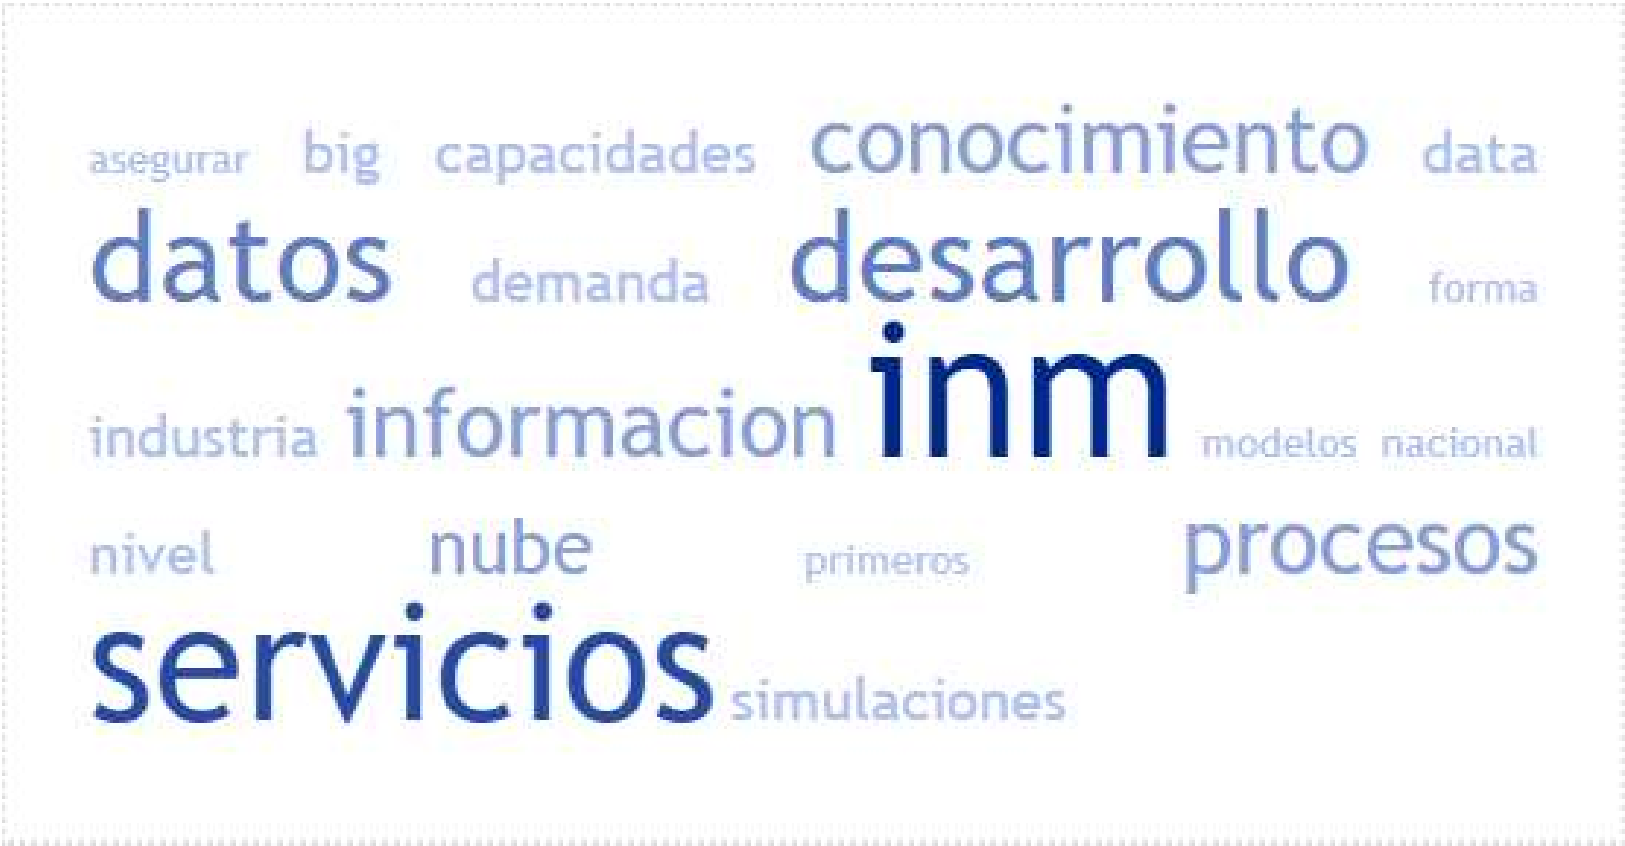 asegurar big capacidades conocimiento data
datos demanda desarrollo forma
industria informacion inm modelos nacional
nivel nube primeros procesos
servicios simulaciones